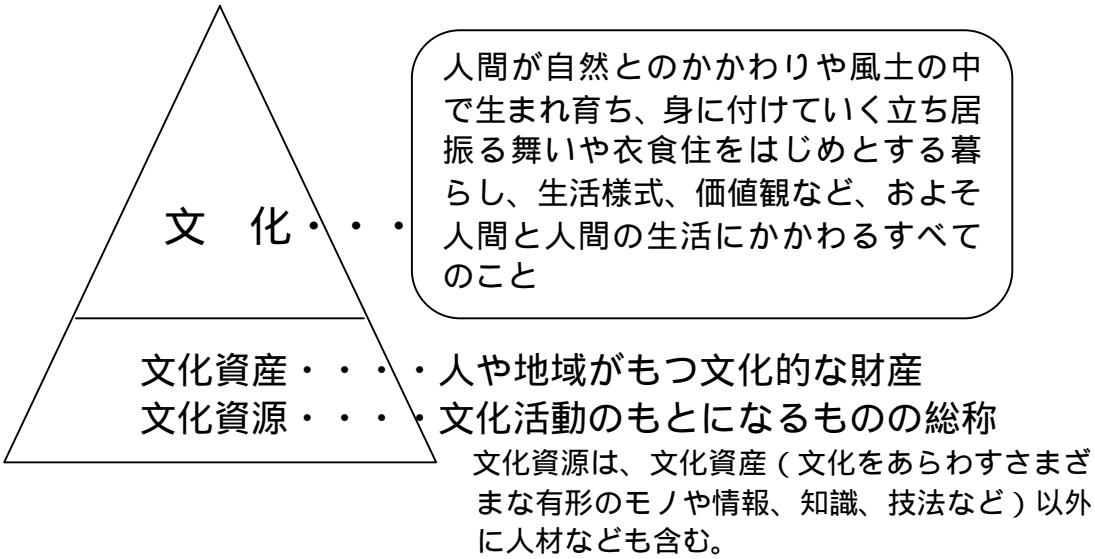 人間が自然とのかかわりや風土の中
で生まれ育ち、身に付けていく立ち居
振る舞いや衣食住をはじめとする暮
らし、生活様式、価値観など、およそ
人間と人間の生活にかかわるすべて
のこと
文　化・・・
文化資産・・・・人や地域がもつ文化的な財産
文化資源・・・・文化活動のもとになるものの総称
文化資源は、文化資産（文化をあらわすさまざ
まな有形のモノや情報、知識、技法など）以外
に人材なども含む。